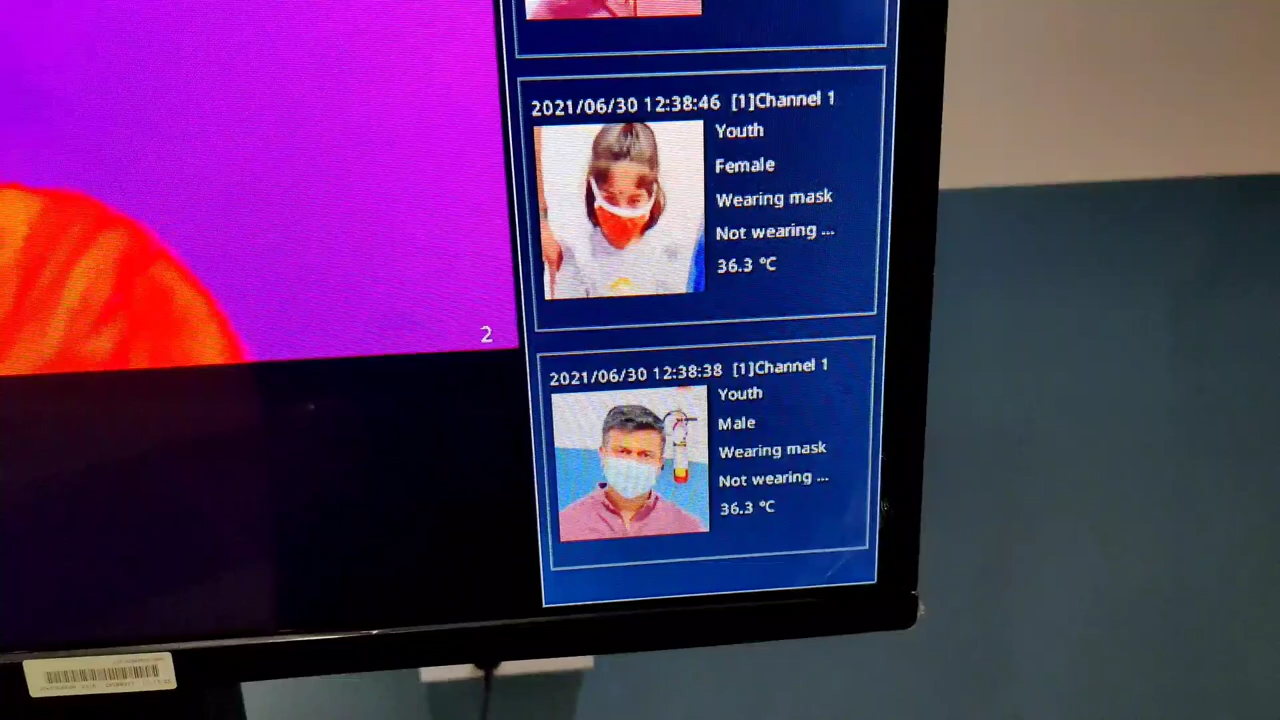 2021/06/30 12:38:46 [1]Channel 1
Youth
Female
Wearing mask
Not wearing ...
36.3 °C
2
2021/06/30 12:38:38 [1]Channel 1
Youth
Male
Wearing mask
Not wearing ...
36.3 °C